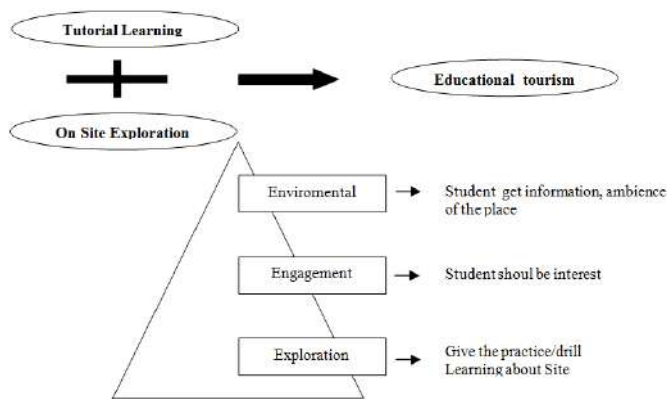 Tutorial Learning
Educational tourism
On Site Exploration
Enviromental
Student get information, ambience
of the place
Engagement
Student shoul be interest
Exploration
Give the practice/drill
Learning about Site